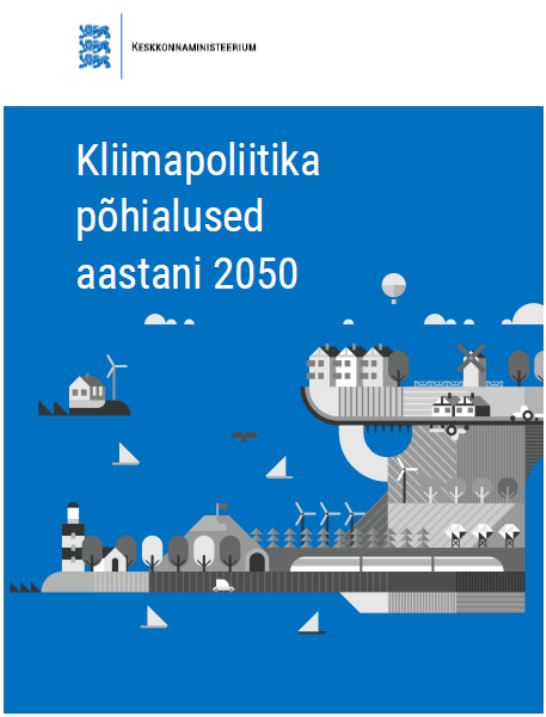 KESKKONNAMINISTEERIUM
Kliimapoliitika
põhialused
aastani 2050